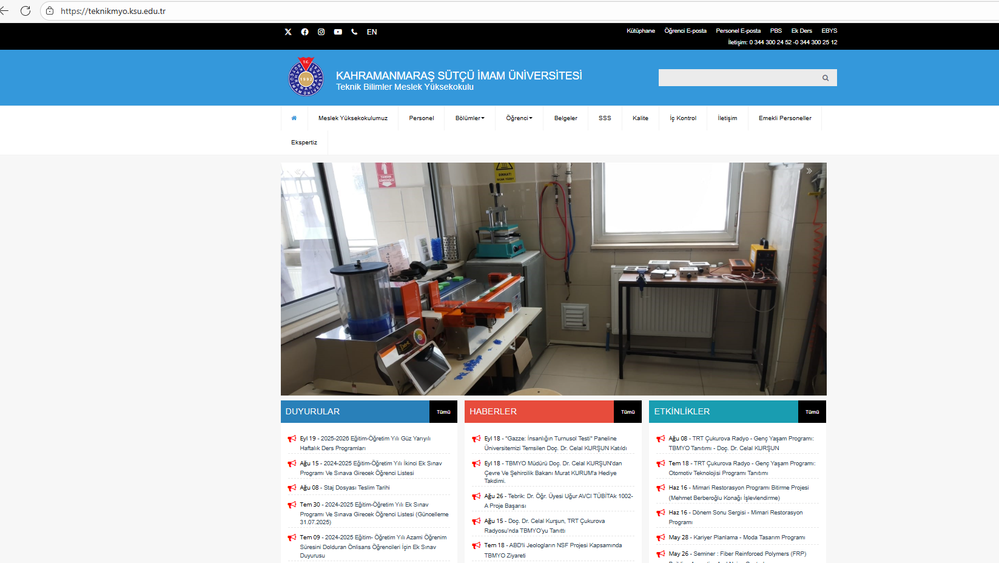 https://teknikmyo.ksu.edu.tr
EN
Kütüphane Öğrenci E-posta Personel E-posta PBS Ek Ders EBYS
İletişim: 0 344 300 24 52 -0 344 300 25 12
T.C.
1992
KAHRAMANMARAŞ SÜTÇÜ İMAM ÜNİVERSİTESİ
Teknik Bilimler Meslek Yüksekokulu
Meslek Yüksekokulumuz Personel Bölümler Öğrenci Belgeler SSS Kalite İç Kontrol İletişim Emekli Personeller
Ekspertiz
DİKKAT!
DUYURULAR Tümü
Eyl 19 - 2025-2026 Eğitim-Öğretim Yılı Güz Yarıyılı
Haftalık Ders Programları
Ağu 15 - 2024-2025 Eğitim-Öğretim Yılı İkinci Ek Sınav
Programı Ve Sınava Girecek Öğrenci Listesi
Ağu 08 - Staj Dosyası Teslim Tarihi
Tem 30 - 2024-2025 Eğitim-Öğretim Yılı Ek Sınav
Programı Ve Sınava Girecek Öğrenci Listesi (Güncelleme
31.07.2025)
Tem 09 - 2024-2025 Eğitim- Öğretim Yılı Azami Öğrenim
Süresini Dolduran Önlisans Öğrencileri İçin Ek Sınav
Duyurusu
HABERLER Tümü
Eyl 18 - "Gazze: İnsanlığın Turnusol Testi" Paneline
Üniversitemizi Temsilen Doç. Dr. Celal KURŞUN Katıldı
Eyl 18 - TBMYO Müdürü Doç. Dr. Celal KURŞUN'dan
Çevre Ve Şehircilik Bakanı Murat KURUM'a Hediye
Takdimi.
Ağu 26 - Tebrik: Dr. Öğr. Üyesi Uğur AVCI TÜBİTAk 1002-
A Proje Başarısı
Ağu 15 - Doç. Dr. Celal Kurşun, TRT Çukurova
Radyosu'nda TBMYO'yu Tanıttı
Tem 18 - ABD'li Jeologların NSF Projesi Kapsamında
TBMYO Ziyareti
ETKİNLİKLER Tümü
Ağu 08 - TRT Çukurova Radyo - Genç Yaşam Programı:
TBMYO Tanıtımı - Doç. Dr. Celal KURŞUN
Tem 18 - TRT Çukurova Radyo - Genç Yaşam Programı:
Otomotiv Teknolojisi Programı Tanıtımı
Haz 16 - Mimari Restorasyon Programı Bitirme Projesi
(Mehmet Berberoğlu Konağı İşlevlendirme)
Haz 16 - Dönem Sonu Sergisi - Mimari Restorasyon
Programı
May 28 - Kariyer Planlama - Moda Tasarım Programı
May 26 - Seminer : Fiber Reinforced Polymers (FRP)